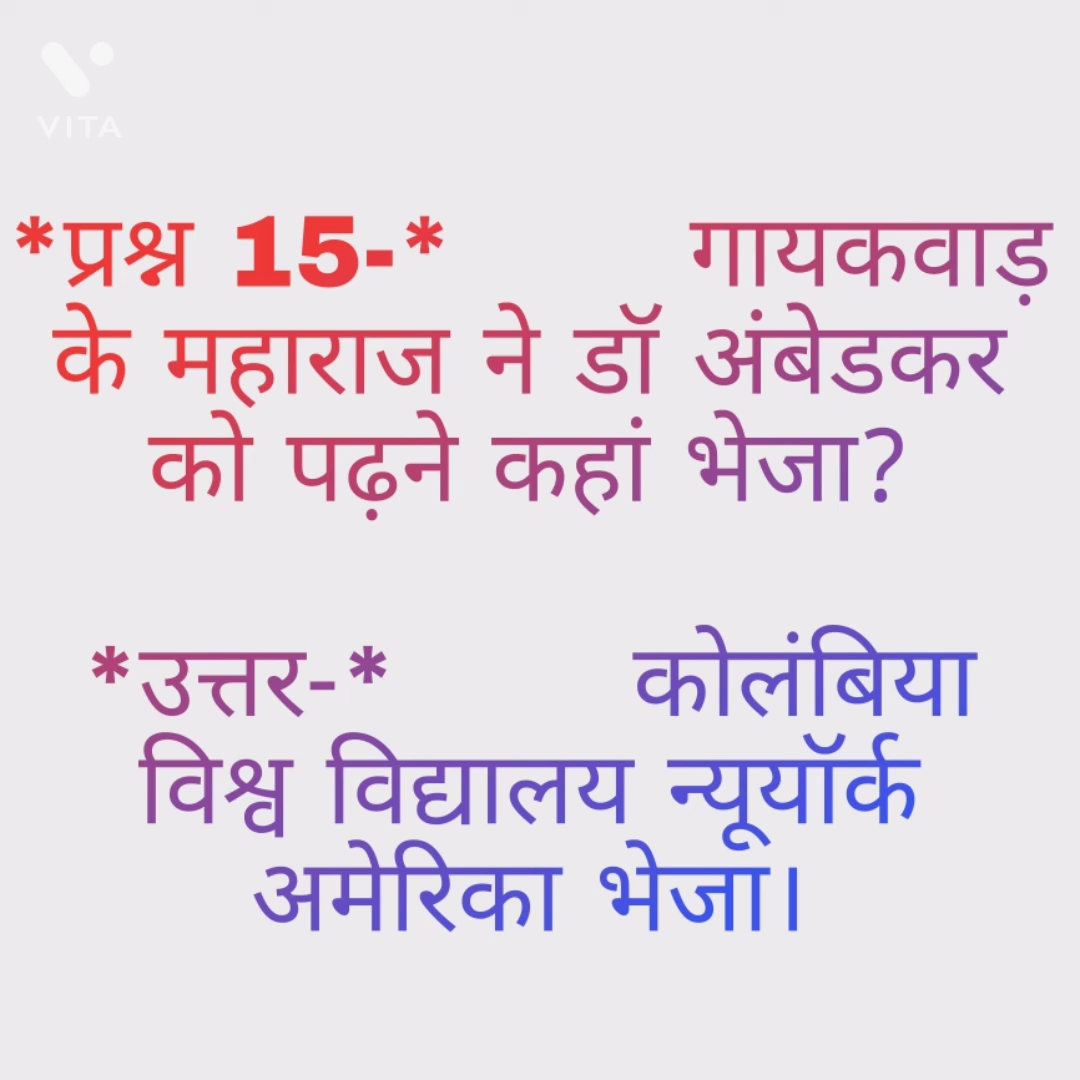 VITA
*प्रश्न 15-* गायकवाड़
के महाराज ने डॉ अंबेडकर
को पढ़ने कहां भेजा?
*उत्तर-* कोलंबिया
विश्व विद्यालय न्यूयॉर्क
अमेरिका भेजा।